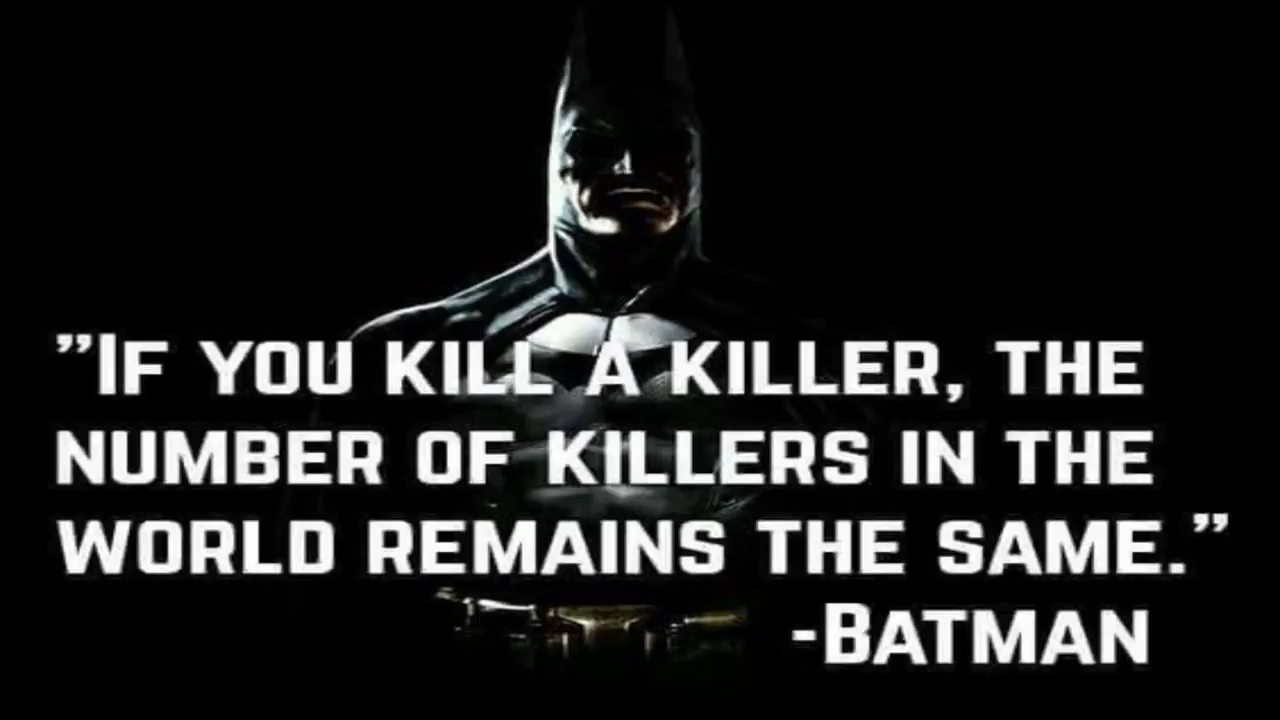 ”If you kill a killer, the
number of killers in the
world remains the same.”
-Batman